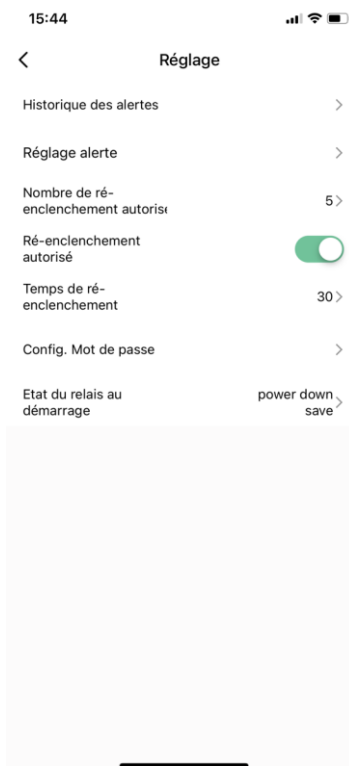 15:44
Réglage
Historique des alertes
Réglage alerte
Nombre de ré-
enclenchement autorisé
5
Ré-enclenchement
autorisé
Temps de ré-
enclenchement
30
Config. Mot de passe
Etat du relais au
démarrage
power down
save